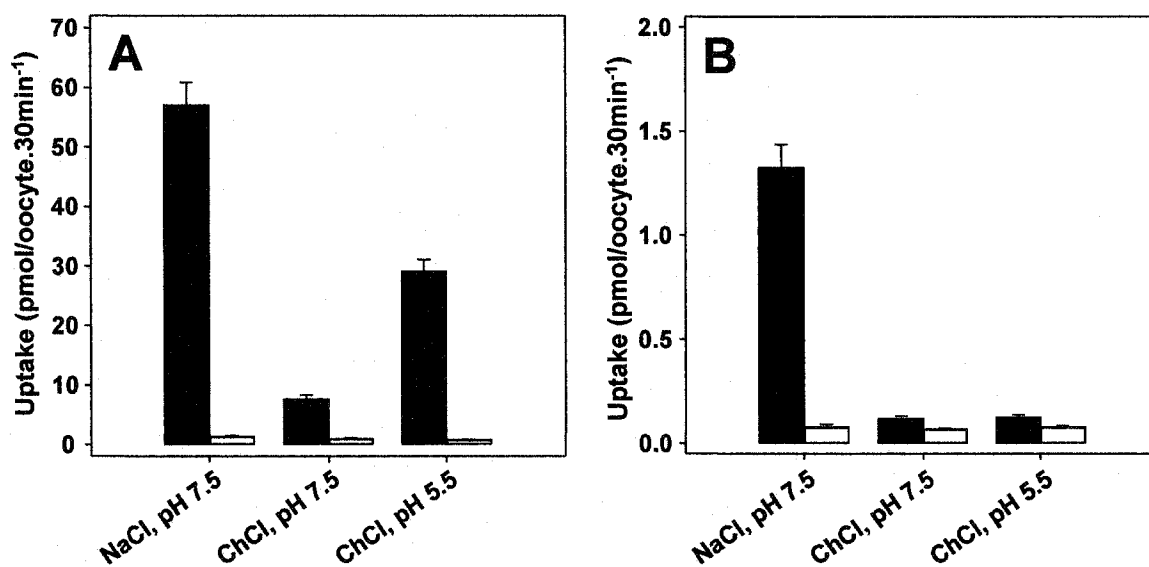 A
Uptake (pmol/oocyte.30min⁻¹)
70
60
50
40
30
20
10
0
NaCl, pH 7.5
ChCl, pH 7.5
ChCl, pH 5.5
B
Uptake (pmol/oocyte.30min⁻¹)
2.0
1.5
1.0
0.5
0.0
NaCl, pH 7.5
ChCl, pH 7.5
ChCl, pH 5.5